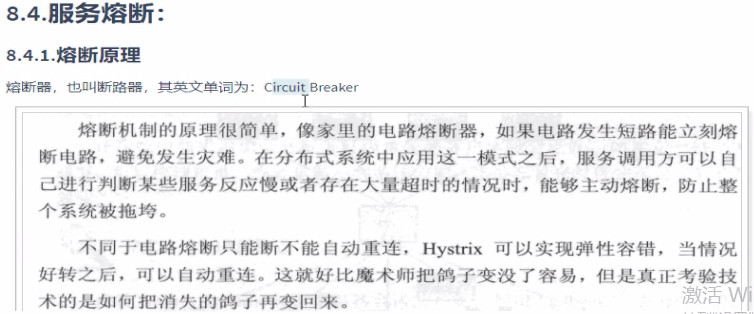 8.4.服务熔断：
8.4.1.熔断原理
熔断器，也叫断路器，其英文单词为：Circuit Breaker
熔断机制的原理很简单，像家里的电路熔断器，如果电路发生短路能立刻熔
断电路，避免发生灾难。在分布式系统中应用这一模式之后，服务调用方可以自
己进行判断某些服务反应慢或者存在大量超时的情况时，能够主动熔断，防止整
个系统被拖垮。
不同于电路熔断只能断不能自动重连，Hystrix 可以实现弹性容错，当情况
好转之后，可以自动重连。这就好比魔术师把鸽子变没了容易，但是真正考验技
术的是如何把消失的鸽子再变回来。
激活 Wi